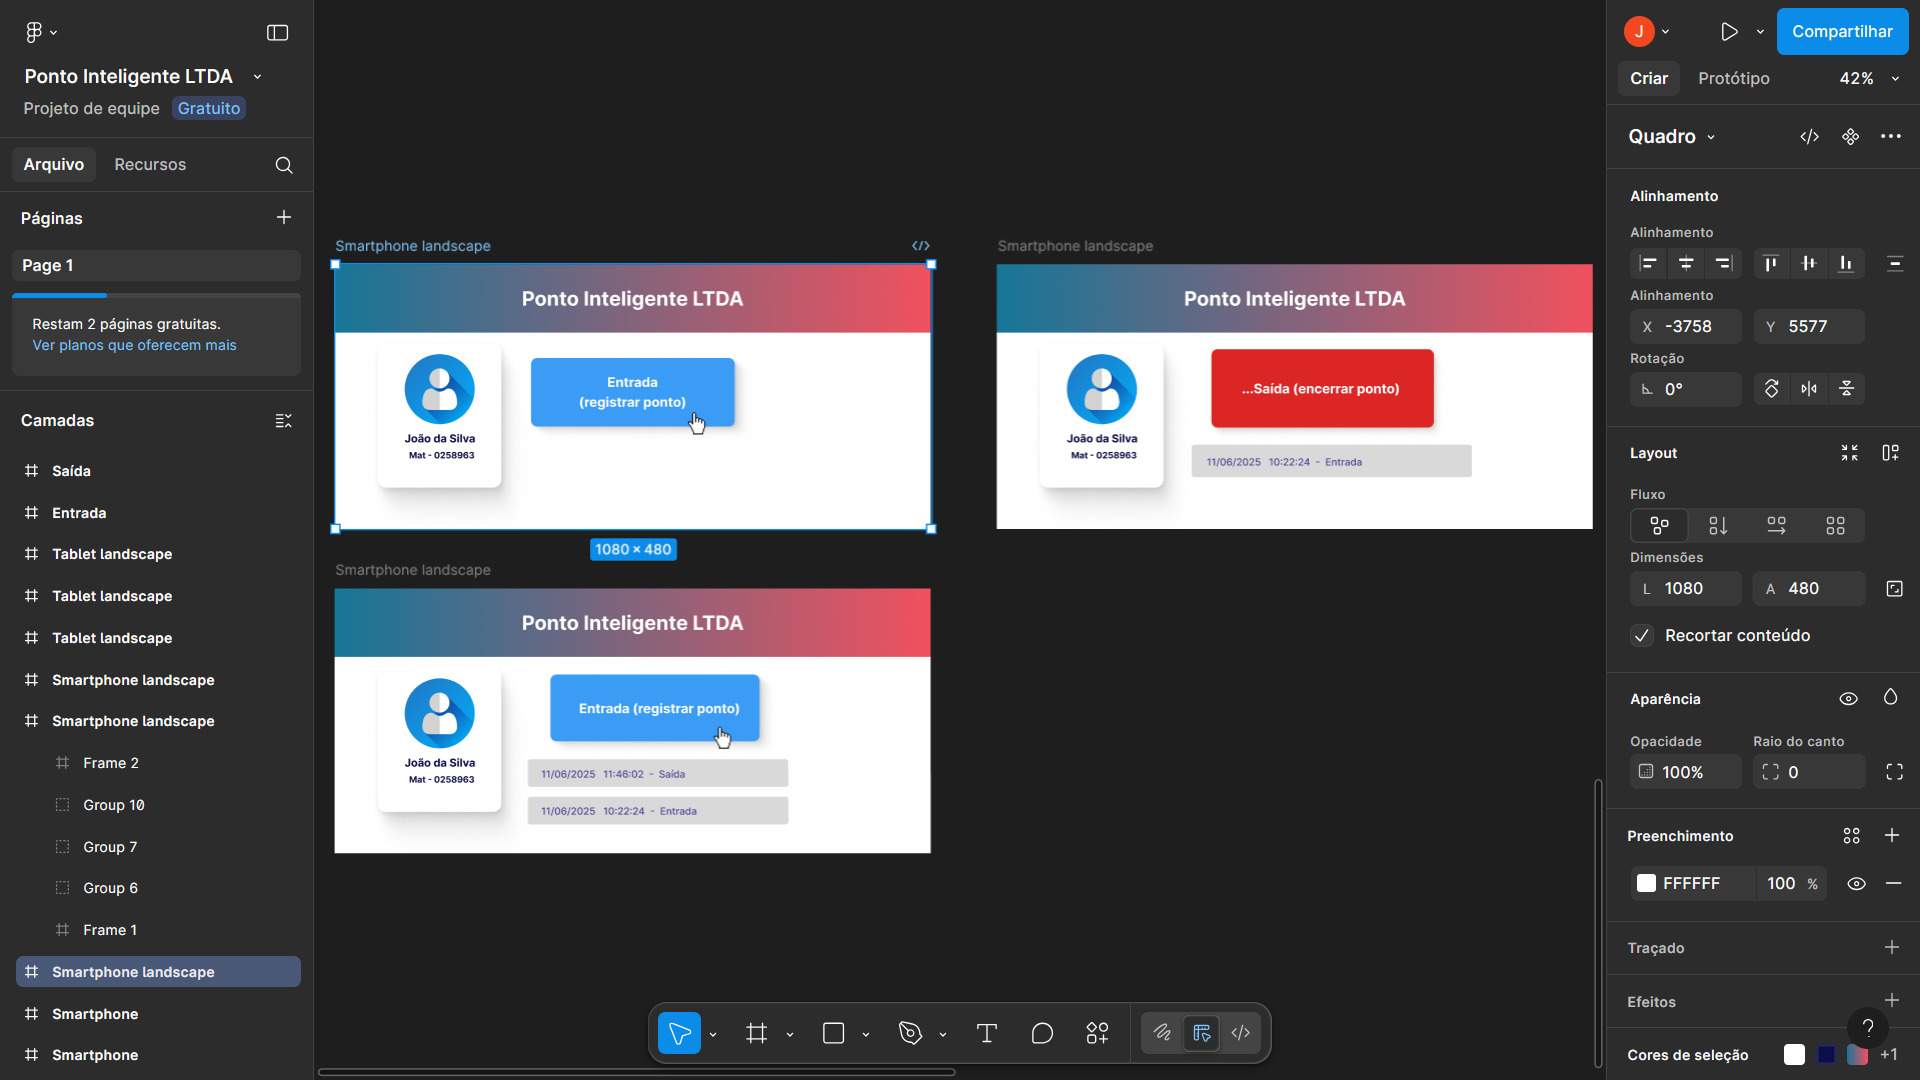 Ponto Inteligente LTDA
Projeto de equipe Gratuito
Arquivo Recursos
Páginas
Page 1
Restam 2 páginas gratuitas.
Ver planos que oferecem mais
Camadas
Saída
Entrada
Tablet landscape
Tablet landscape
Tablet landscape
Smartphone landscape
Smartphone landscape
Frame 2
Group 10
Group 7
Group 6
Frame 1
Smartphone landscape
Smartphone
Smartphone
Smartphone landscape
Ponto Inteligente LTDA
João da Silva
Mat - 0258963
Entrada
(registrar ponto)
1080 × 480
Smartphone landscape
Ponto Inteligente LTDA
João da Silva
Mat - 0258963
...Saída (encerrar ponto)
11/06/2025 10:22:24 - Entrada
Smartphone landscape
Ponto Inteligente LTDA
João da Silva
Mat - 0258963
Entrada (registrar ponto)
11/06/2025 11:46:02 - Saída
11/06/2025 10:22:24 - Entrada
J
Compartilhar
Criar Protótipo 42%
Quadro
Alinhamento
Alinhamento
Alinhamento
X -3758 Y 5577
Rotação
0°
Layout
Fluxo
Dimensões
L 1080 A 480
Recortar conteúdo
Aparência
Opacidade Raio do canto
100% 0
Preenchimento
FFFFFF 100 %
Traçado
Efeitos
?
Cores de seleção +1